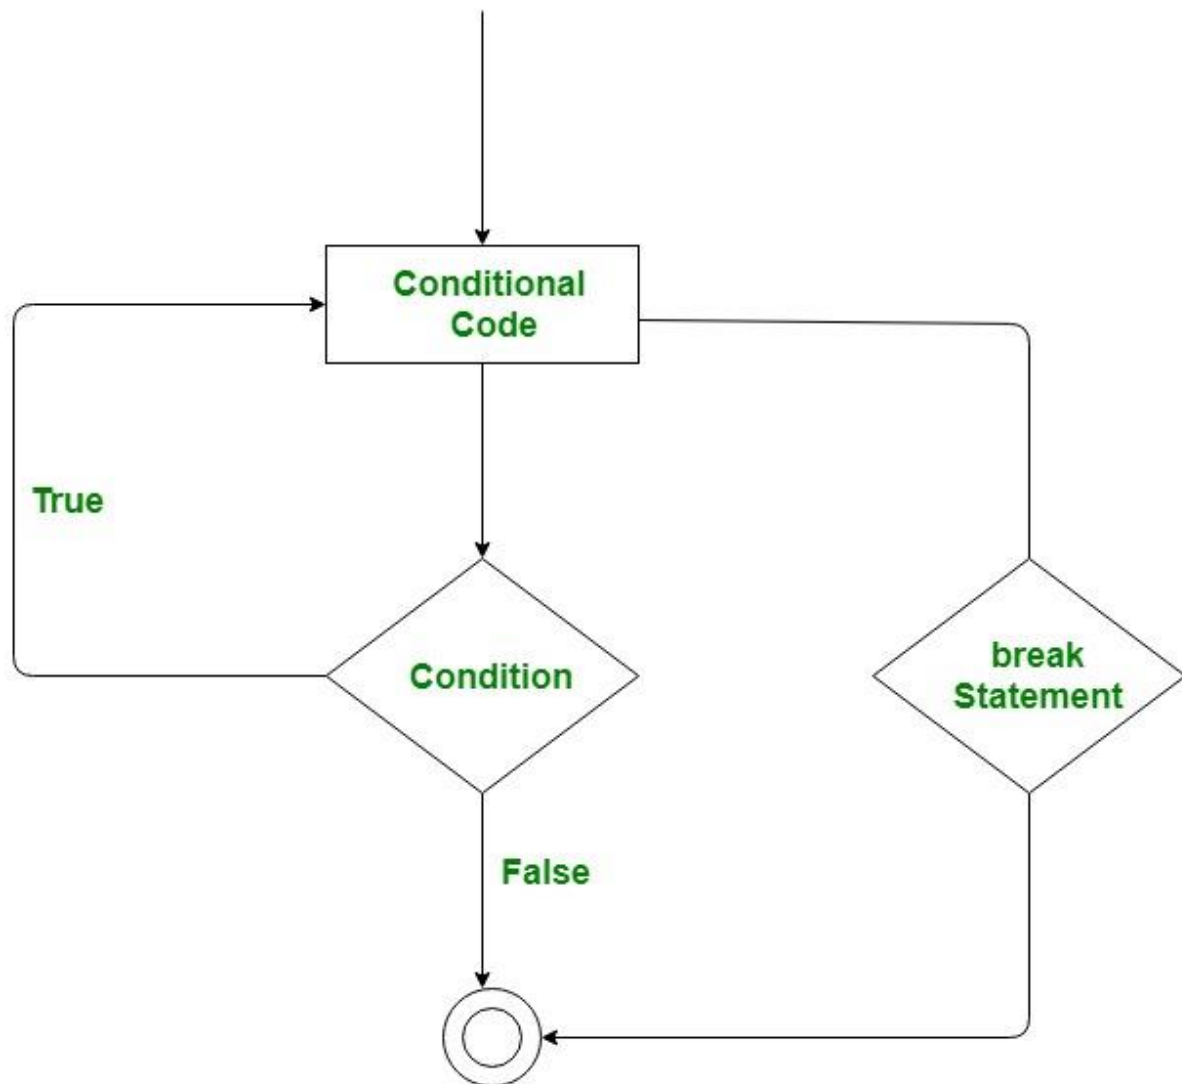 Conditional
Code
True
Condition
break
Statement
False